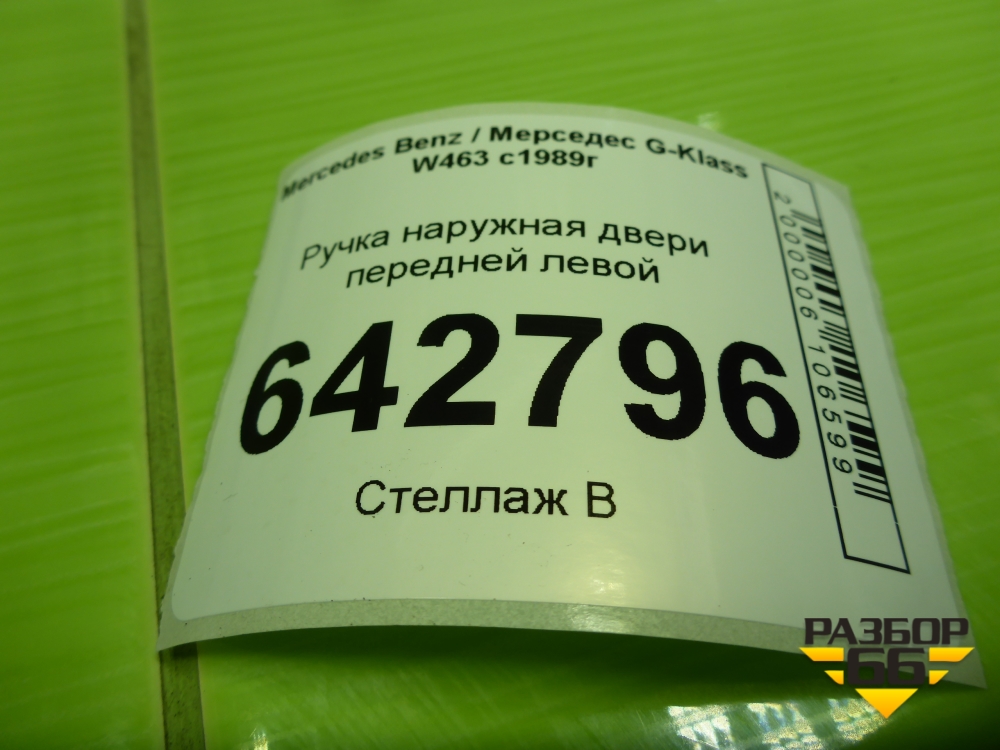 Mercedes Benz / Мерседес G-Klass
W463 с1989г
Ручка наружная двери
передней левой
642796
Стеллаж В
2000006106599
РАЗБОР
66